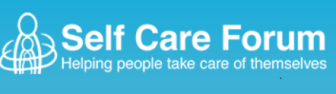 Self Care Forum
Helping people take care of themselves